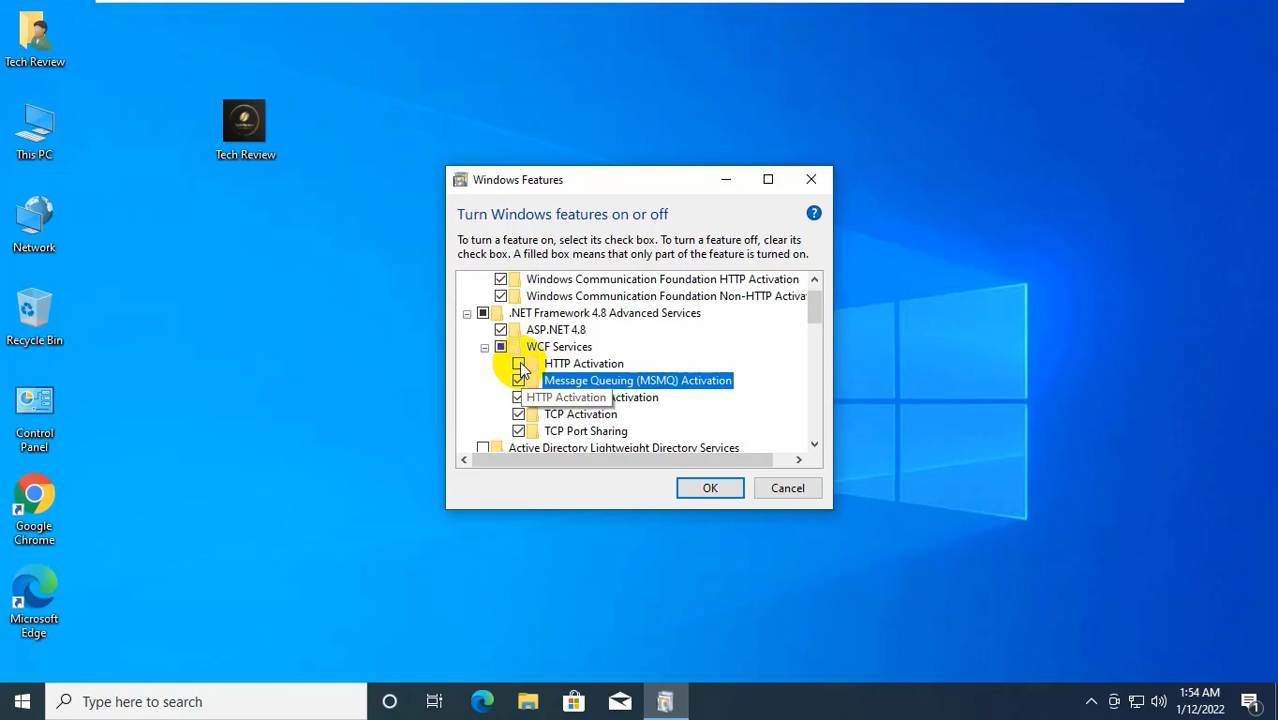 Tech Review
This PC
Network
Recycle Bin
Control
Panel
Google
Chrome
Microsoft
Edge
Tech Review
Windows Features
Turn Windows features on or off
To turn a feature on, select its check box. To turn a feature off, clear its
check box. A filled box means that only part of the feature is turned on.
Windows Communication Foundation HTTP Activation
Windows Communication Foundation Non-HTTP Activa
.NET Framework 4.8 Advanced Services
ASP.NET 4.8
WCF Services
HTTP Activation
Message Queuing (MSMQ) Activation
HTTP Activation
ctivation
TCP Activation
TCP Port Sharing
Active Directory Lightweight Directory Services
OK
Cancel
Type here to search
1:54 AM
1/12/2022
1